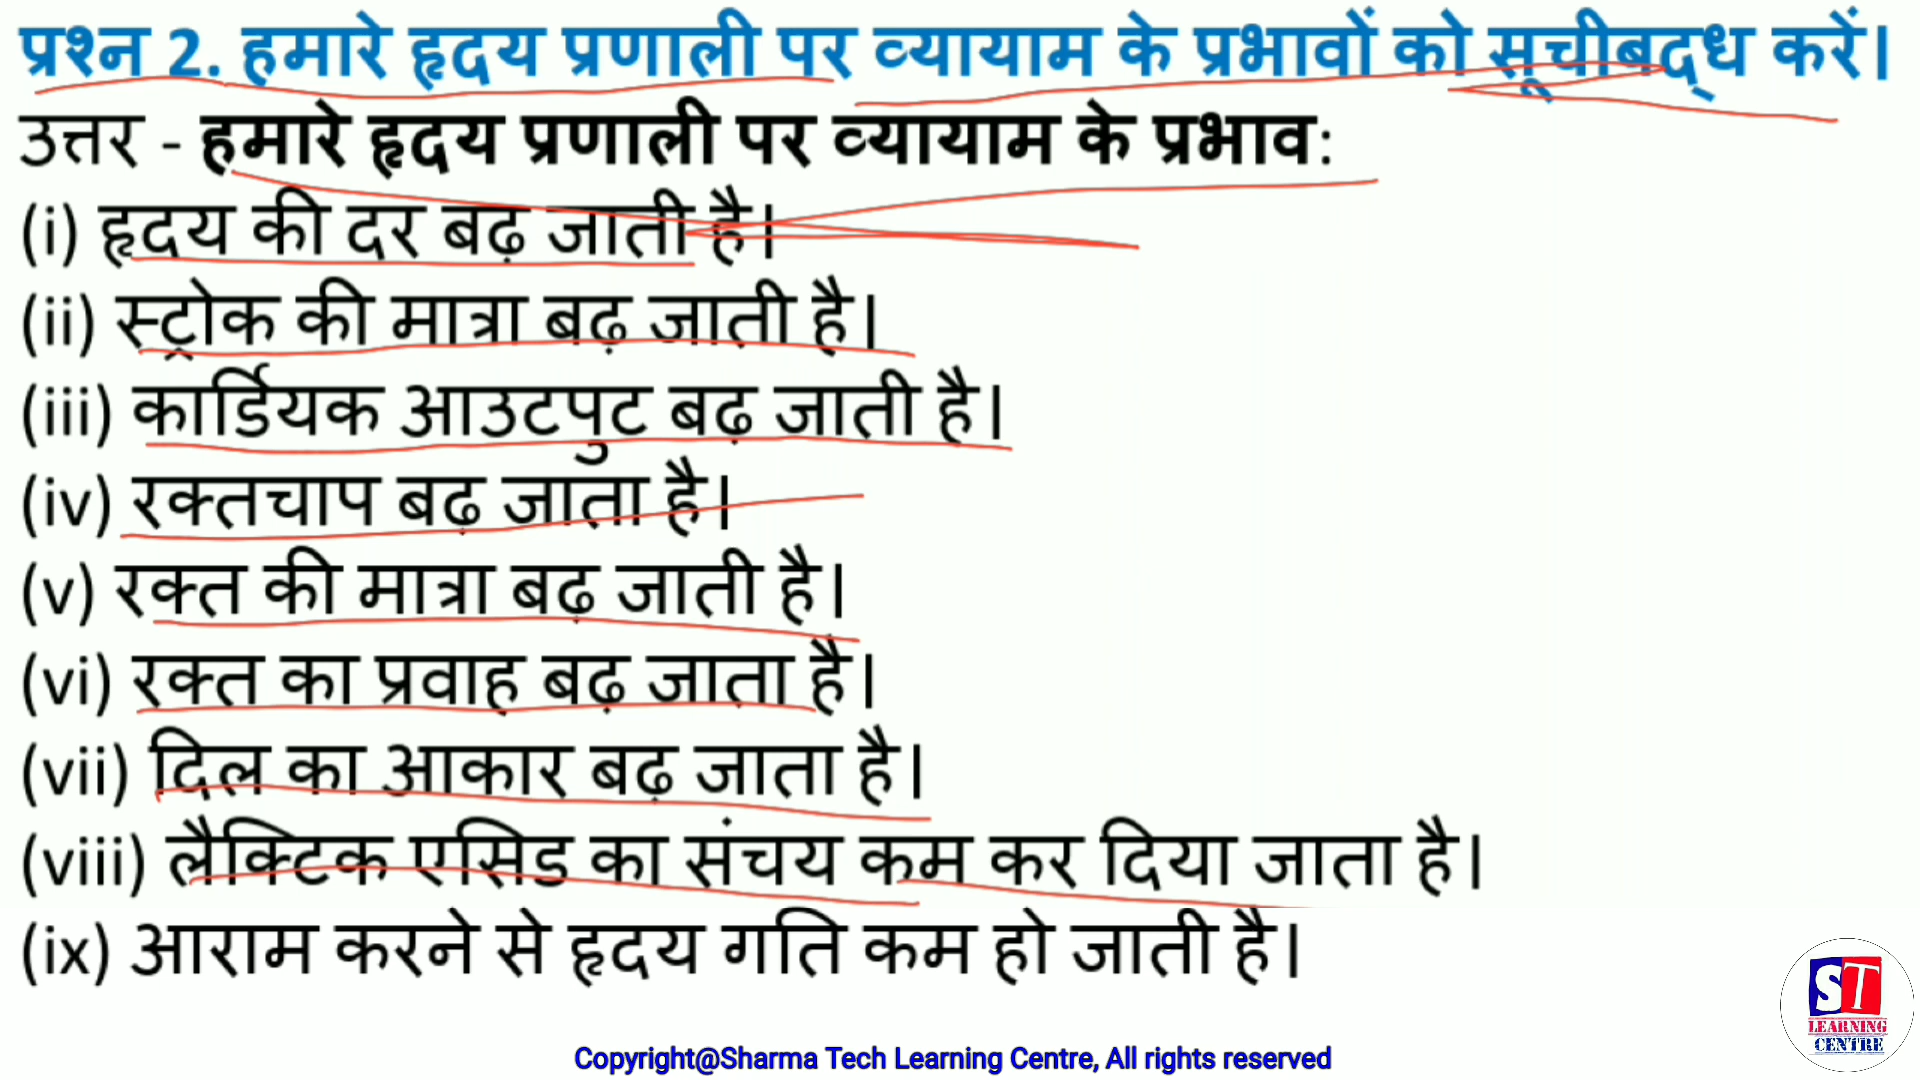 प्रश्न 2. हमारे हृदय प्रणाली पर व्यायाम के प्रभावों को सूचीबद्ध करें।
उत्तर - हमारे हृदय प्रणाली पर व्यायाम के प्रभाव:
(i) हृदय की दर बढ़ जाती है।
(ii) स्ट्रोक की मात्रा बढ़ जाती है।
(iii) कार्डियक आउटपुट बढ़ जाती है।
(iv) रक्तचाप बढ़ जाता है।
(v) रक्त की मात्रा बढ़ जाती है।
(vi) रक्त का प्रवाह बढ़ जाता है।
(vii) दिल का आकार बढ़ जाता है।
(viii) लैक्टिक एसिड का संचय कम कर दिया जाता है।
(ix) आराम करने से हृदय गति कम हो जाती है।
ST
LEARNING
CENTRE
Copyright@Sharma Tech Learning Centre, All rights reserved